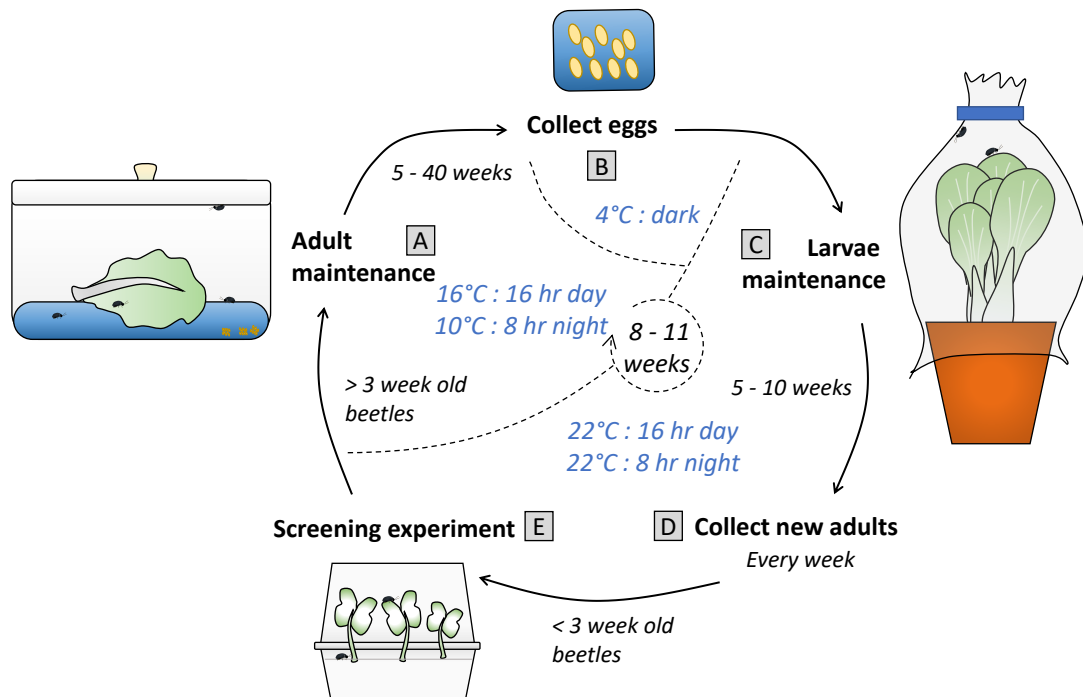 Collect eggs
B
5 - 40 weeks
4°C : dark
Adult
maintenance
A
C
Larvae
maintenance
16°C : 16 hr day
10°C : 8 hr night
8 - 11
weeks
> 3 week old
beetles
5 - 10 weeks
22°C : 16 hr day
22°C : 8 hr night
Screening experiment
E
D
Collect new adults
Every week
< 3 week old
beetles